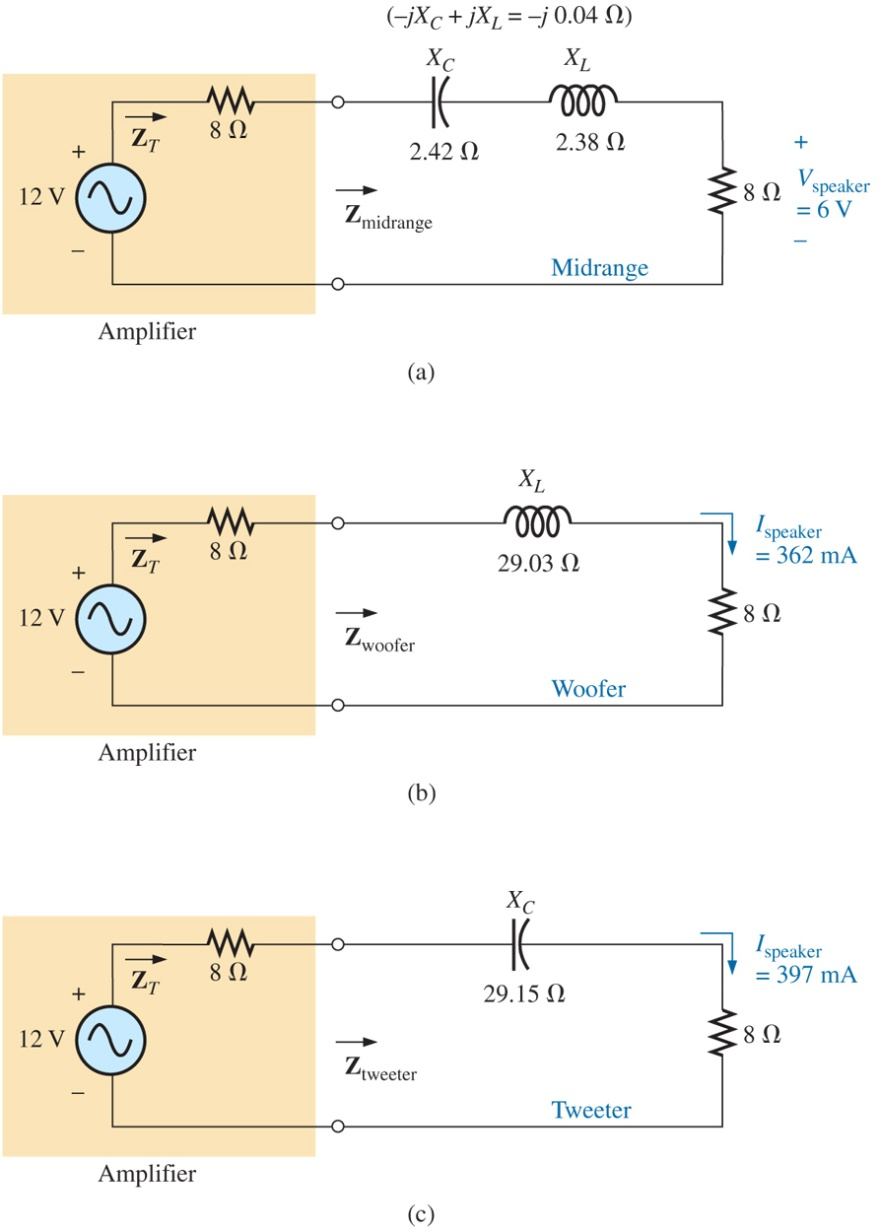 (–jX_C + jX_L = –j 0.04 Ω)
X_C X_L
Z_T 8 Ω
2.42 Ω 2.38 Ω
+ +
12 V
Z_midrange
8 Ω V_speaker
= 6 V
– –
Midrange
Amplifier
(a)
X_L
Z_T 8 Ω
29.03 Ω
I_speaker
= 362 mA
+
12 V
Z_woofer
8 Ω
–
Woofer
Amplifier
(b)
X_C
Z_T 8 Ω
29.15 Ω
I_speaker
= 397 mA
+
12 V
Z_tweeter
8 Ω
–
Tweeter
Amplifier
(c)